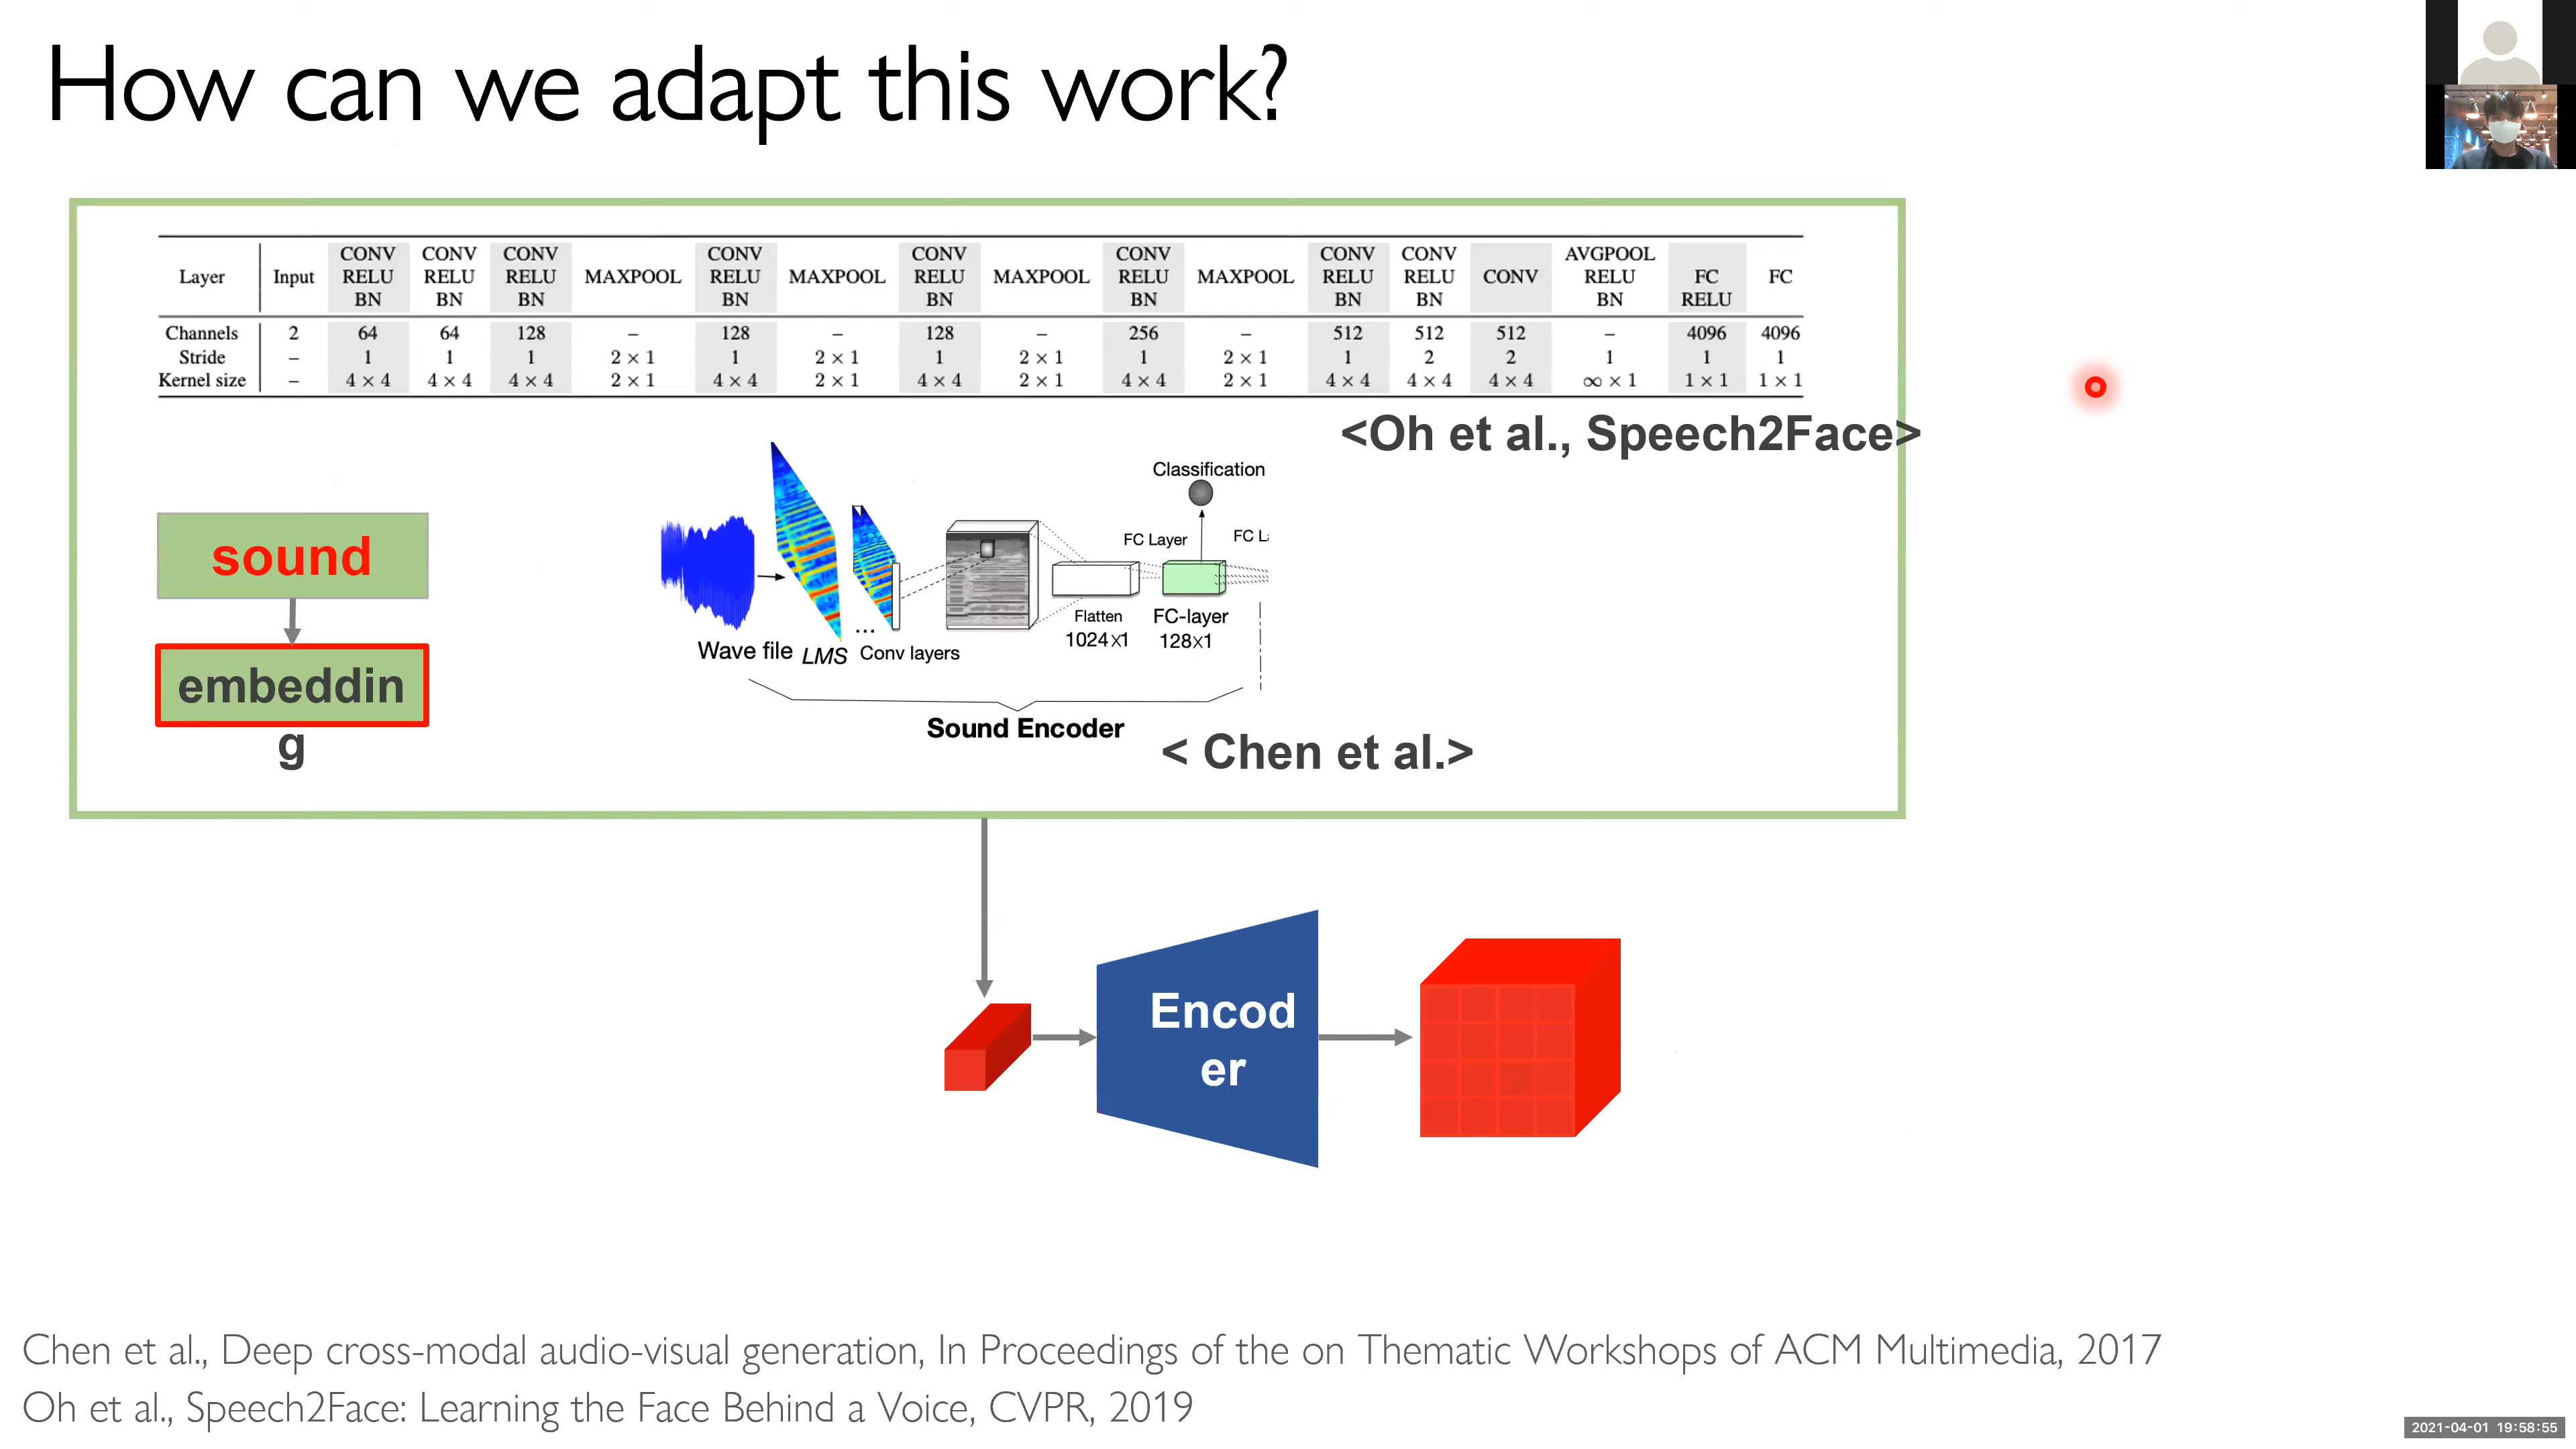 How can we adapt this work?
Layer Input CONV RELU BN CONV RELU BN CONV RELU BN MAXPOOL CONV RELU BN MAXPOOL CONV RELU BN MAXPOOL CONV RELU BN MAXPOOL CONV RELU BN CONV RELU BN CONV AVGPOOL RELU BN FC RELU FC
Channels 2 64 64 128 – 128 – 128 – 256 – 512 512 512 – 4096 4096
Stride – 1 1 1 2 × 1 1 2 × 1 1 2 × 1 1 2 × 1 1 2 2 1 1 1
Kernel size – 4 × 4 4 × 4 4 × 4 2 × 1 4 × 4 2 × 1 4 × 4 2 × 1 4 × 4 2 × 1 4 × 4 4 × 4 4 × 4 ∞ × 1 1 × 1 1 × 1
<Oh et al., Speech2Face>
sound
embeddin
g
Classification
FC Layer
FC L
Wave file
LMS
...
Conv layers
Flatten
1024X1
FC-layer
128X1
Sound Encoder
< Chen et al.>
Encod
er
Chen et al., Deep cross-modal audio-visual generation, In Proceedings of the on Thematic Workshops of ACM Multimedia, 2017
Oh et al., Speech2Face: Learning the Face Behind a Voice, CVPR, 2019
2021-04-01 19:58:55